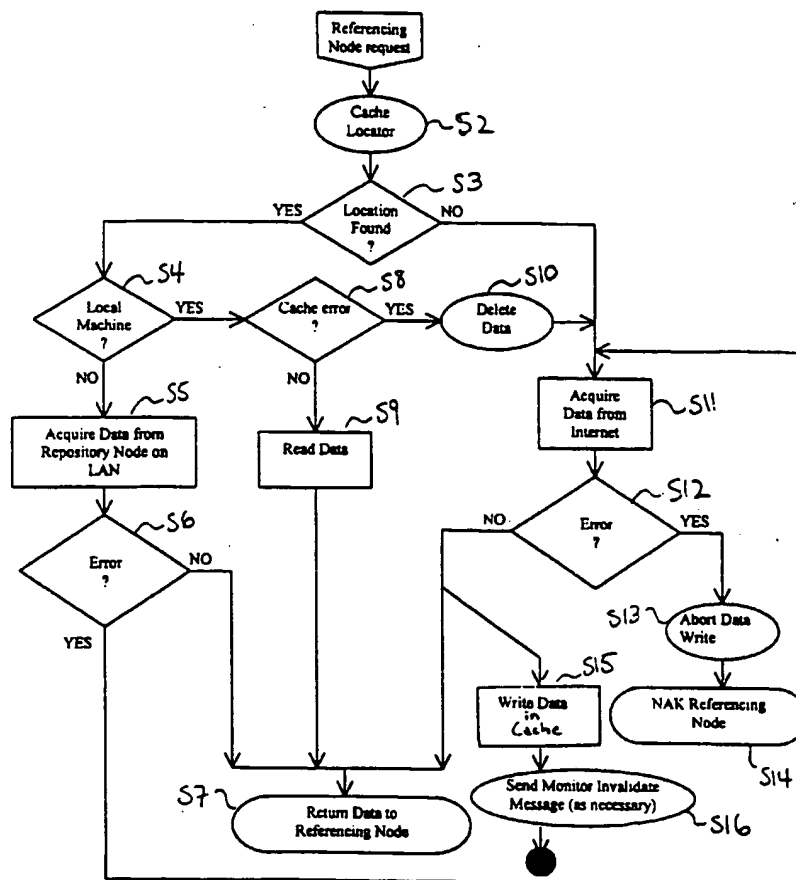 Referencing
Node request
Cache
Locator
S2
S3
YES
Location
Found
?
NO
S4
Local
Machine
?
YES
NO
S8
Cache error
?
YES
NO
S10
Delete
Data
S5
Acquire Data from
Repository Node on
LAN
S9
Read Data
Acquire
Data from
Internet
S11
S6
Error
?
NO
YES
S12
NO
Error
?
YES
S13
Abort Data
Write
S15
Write Data
in
Cache
NAK Referencing
Node
S14
S7
Return Data to
Referencing Node
Send Monitor Invalidate
Message (as necessary)
S16